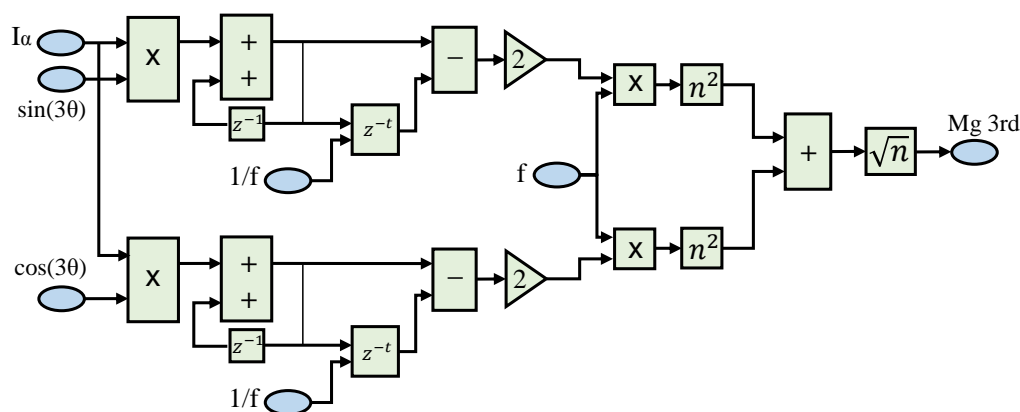 Iα
sin(3θ)
x
+
+
z⁻¹
z⁻ᵗ
1/f
−
2
x
n²
f
+
√n
Mg 3rd
cos(3θ)
x
+
+
z⁻¹
z⁻ᵗ
1/f
−
2
x
n²